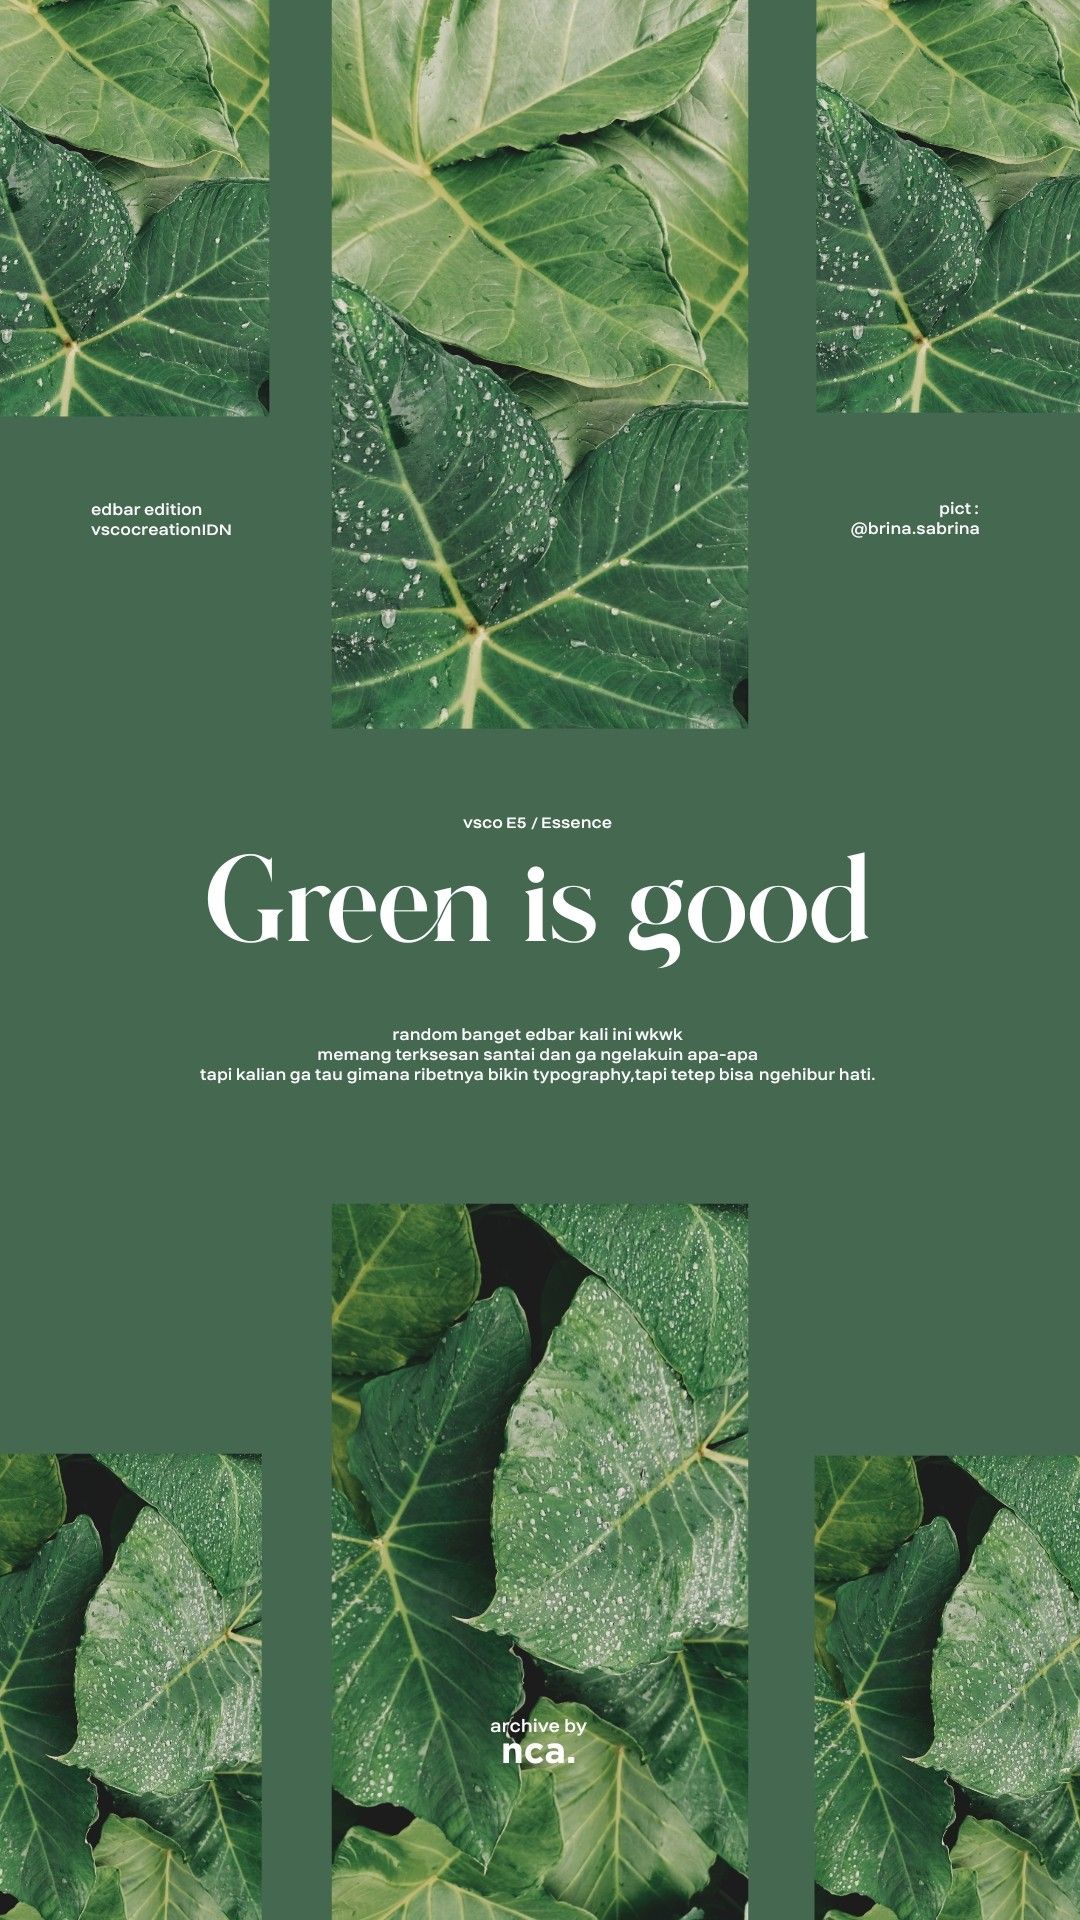 edbar edition
vscocreationIDN
pict :
@brina.sabrina
vsco E5 / Essence
Green is good
random banget edbar kali ini wkwk
memang terksesan santai dan ga ngelakuin apa-apa
tapi kalian ga tau gimana ribetnya bikin typography,tapi tetep bisa ngehibur hati.
archive by
nca.